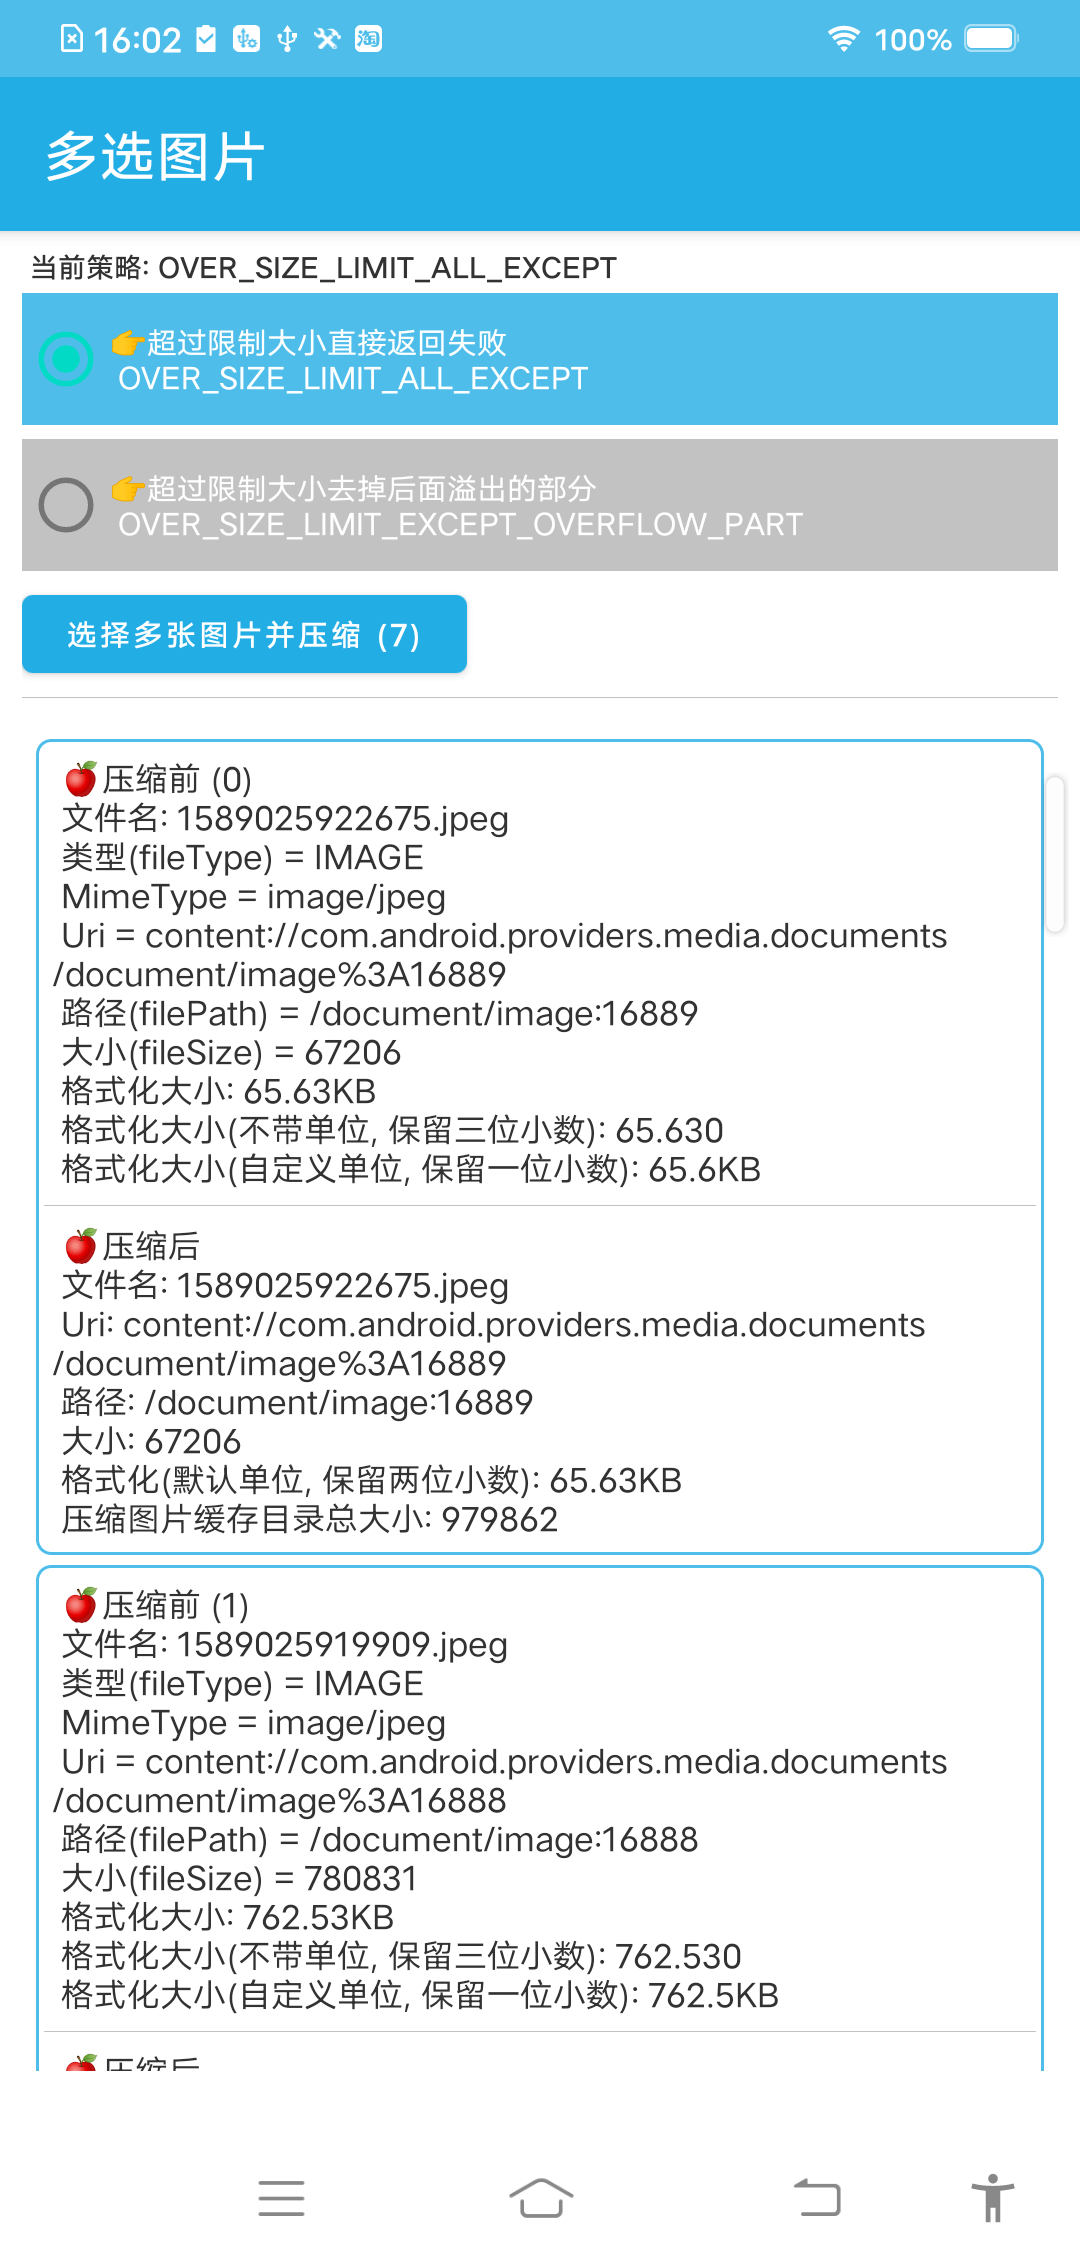 16:02
淘
100%
多选图片
当前策略: OVER_SIZE_LIMIT_ALL_EXCEPT
👉超过限制大小直接返回失败
OVER_SIZE_LIMIT_ALL_EXCEPT
👉超过限制大小去掉后面溢出的部分
OVER_SIZE_LIMIT_EXCEPT_OVERFLOW_PART
选择多张图片并压缩 (7)
🍎压缩前 (0)
文件名: 1589025922675.jpeg
类型(fileType) = IMAGE
MimeType = image/jpeg
Uri = content://com.android.providers.media.documents
/document/image%3A16889
路径(filePath) = /document/image:16889
大小(fileSize) = 67206
格式化大小: 65.63KB
格式化大小(不带单位, 保留三位小数): 65.630
格式化大小(自定义单位, 保留一位小数): 65.6KB
🍎压缩后
文件名: 1589025922675.jpeg
Uri: content://com.android.providers.media.documents
/document/image%3A16889
路径: /document/image:16889
大小: 67206
格式化(默认单位, 保留两位小数): 65.63KB
压缩图片缓存目录总大小: 979862
🍎压缩前 (1)
文件名: 1589025919909.jpeg
类型(fileType) = IMAGE
MimeType = image/jpeg
Uri = content://com.android.providers.media.documents
/document/image%3A16888
路径(filePath) = /document/image:16888
大小(fileSize) = 780831
格式化大小: 762.53KB
格式化大小(不带单位, 保留三位小数): 762.530
格式化大小(自定义单位, 保留一位小数): 762.5KB
🍎压缩后